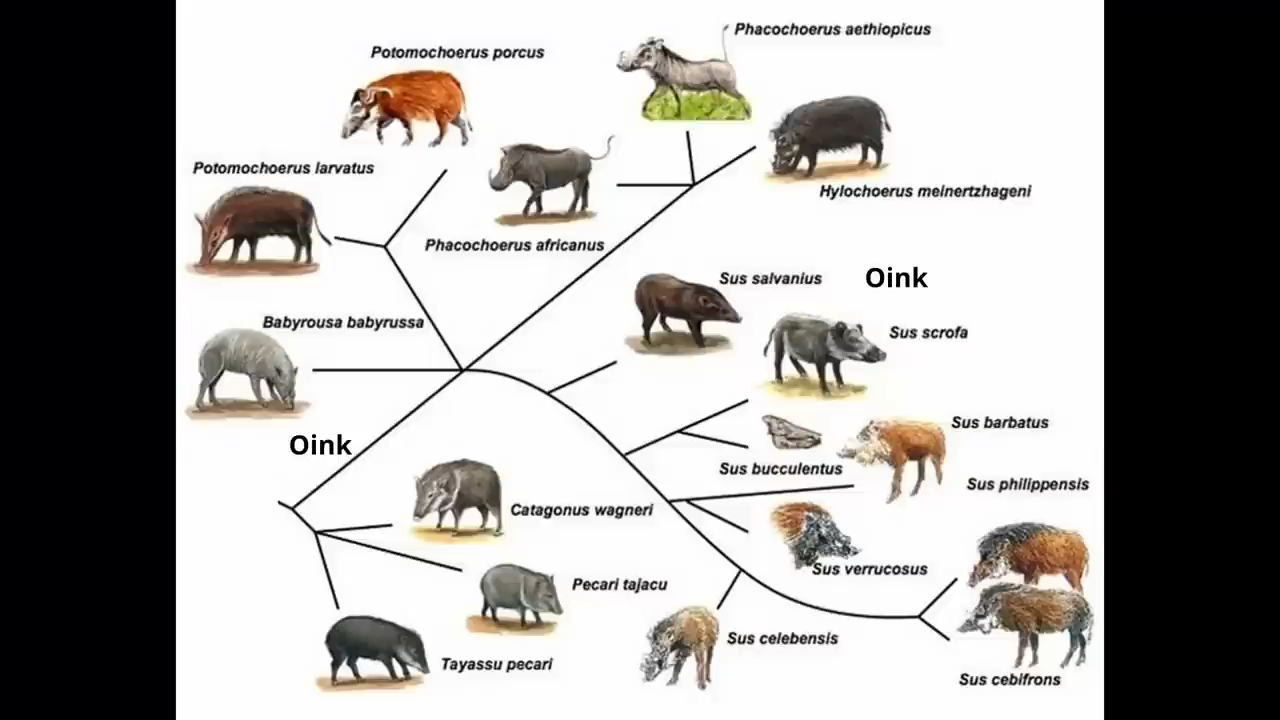 Phacochoerus aethiopicus
Potomochoerus porcus
Potomochoerus larvatus
Hylochoerus meinertzhageni
Phacochoerus africanus
Sus salvanius
Oink
Babyrousa babyrussa
Sus scrofa
Sus barbatus
Oink
Sus bucculentus
Sus philippensis
Catagonus wagneri
Sus verrucosus
Pecari tajacu
Sus celebensis
Tayassu pecari
Sus cebifrons